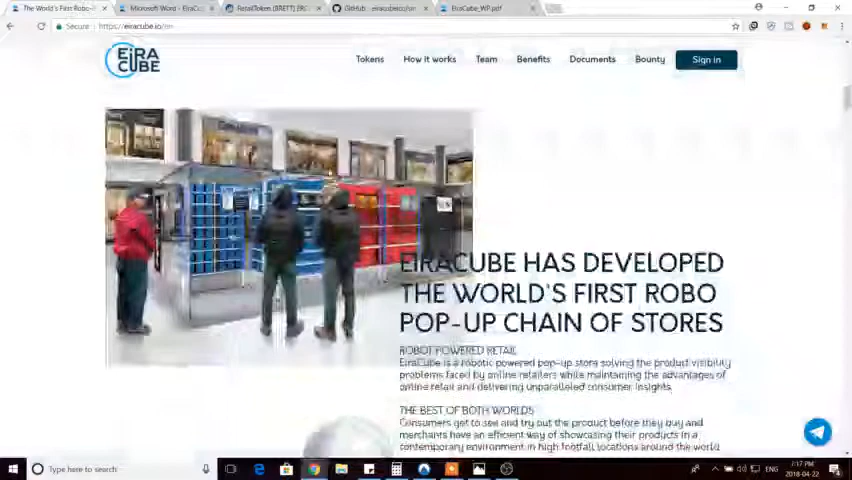 The World's First Robo-
Microsoft Word - EiraCu
RetailToken (BRETT) ERC
GitHub - eiracubeico/sm
EiraCube_WP.pdf
Secure
https://eiracube.io/en
EiRA
CUBE
Tokens
How it works
Team
Benefits
Documents
Bounty
Sign in
EIRACUBE HAS DEVELOPED
THE WORLD'S FIRST ROBO
POP-UP CHAIN OF STORES
ROBOT POWERED RETAIL
EiraCube is a robotic powered pop-up store solving the product visibility
problems faced by online retailers while maintaining the advantages of
online retail and delivering unparalleled consumer insights.
THE BEST OF BOTH WORLDS
Consumers get to see and try out the product before they buy and
merchants have an efficient way of showcasing their products in a
contemporary environment in high footfall locations around the world
Type here to search
ENG
7:17 PM
2018-04-22